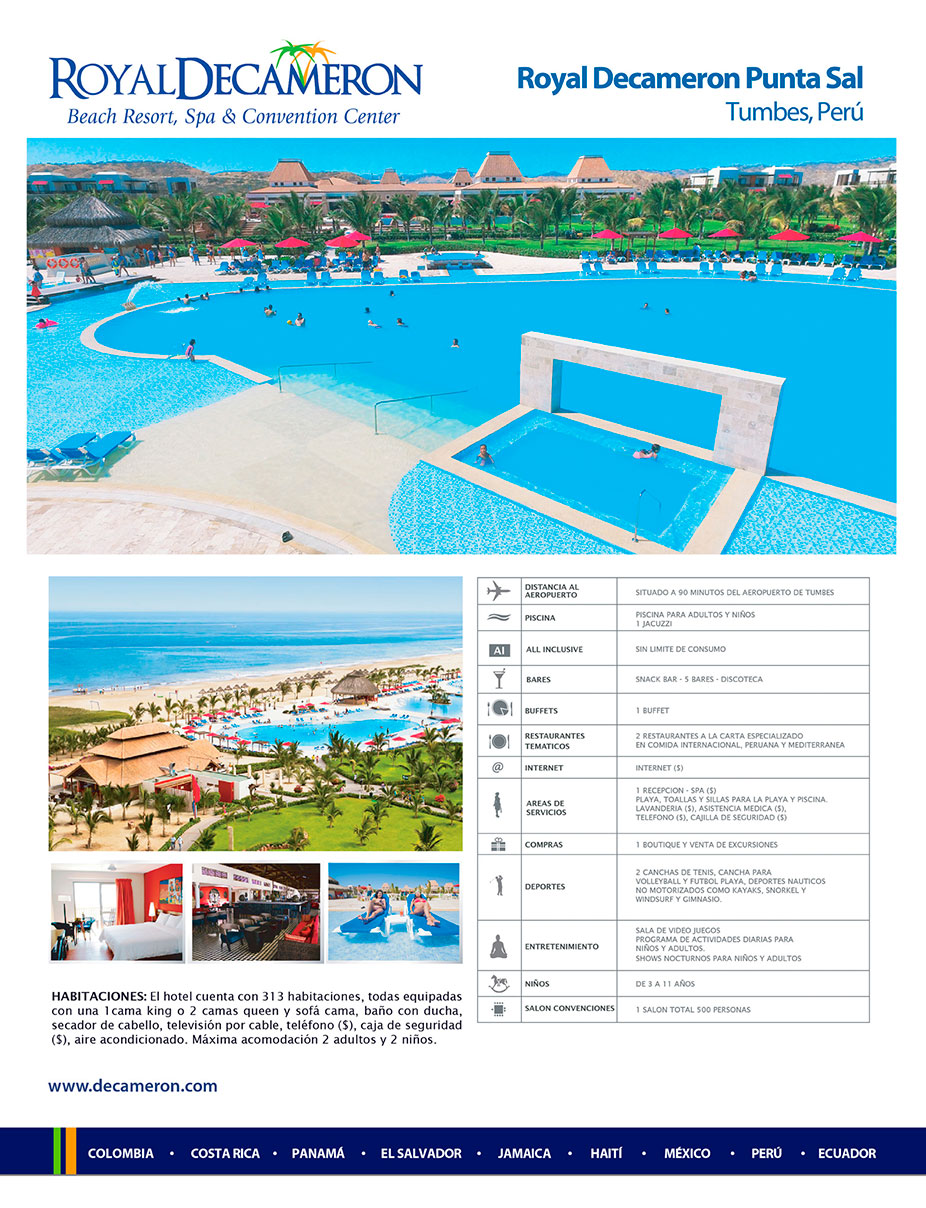 ROYAL DECAMERON
Beach Resort, Spa & Convention Center
Royal Decameron Punta Sal
Tumbes, Perú
DISTANCIA AL
AEROPUERTO
SITUADO A 90 MINUTOS DEL AEROPUERTO DE TUMBES
PISCINA
PISCINA PARA ADULTOS Y NIÑOS
1 JACUZZI
AI
ALL INCLUSIVE
SIN LIMITE DE CONSUMO
BARES
SNACK BAR - 5 BARES - DISCOTECA
BUFFETS
1 BUFFET
RESTAURANTES
TEMATICOS
2 RESTAURANTES A LA CARTA ESPECIALIZADO
EN COMIDA INTERNACIONAL, PERUANA Y MEDITERRANEA
@
INTERNET
INTERNET ($)
AREAS DE
SERVICIOS
1 RECEPCION - SPA ($)
PLAYA, TOALLAS Y SILLAS PARA LA PLAYA Y PISCINA.
LAVANDERIA ($), ASISTENCIA MEDICA ($),
TELEFONO ($), CAJILLA DE SEGURIDAD ($)
COMPRAS
1 BOUTIQUE Y VENTA DE EXCURSIONES
DEPORTES
2 CANCHAS DE TENIS, CANCHA PARA
VOLLEYBALL Y FUTBOL PLAYA, DEPORTES NAUTICOS
NO MOTORIZADOS COMO KAYAKS, SNORKEL Y
WINDSURF Y GIMNASIO.
ENTRETENIMIENTO
SALA DE VIDEO JUEGOS
PROGRAMA DE ACTIVIDADES DIARIAS PARA
NIÑOS Y ADULTOS.
SHOWS NOCTURNOS PARA NIÑOS Y ADULTOS
NIÑOS
DE 3 A 11 AÑOS
SALON CONVENCIONES
1 SALON TOTAL 500 PERSONAS
HABITACIONES: El hotel cuenta con 313 habitaciones, todas equipadas
con una 1cama king o 2 camas queen y sofá cama, baño con ducha,
secador de cabello, televisión por cable, teléfono ($), caja de seguridad
($), aire acondicionado. Máxima acomodación 2 adultos y 2 niños.
www.decameron.com
COLOMBIA • COSTA RICA • PANAMÁ • EL SALVADOR • JAMAICA • HAITÍ • MÉXICO • PERÚ • ECUADOR